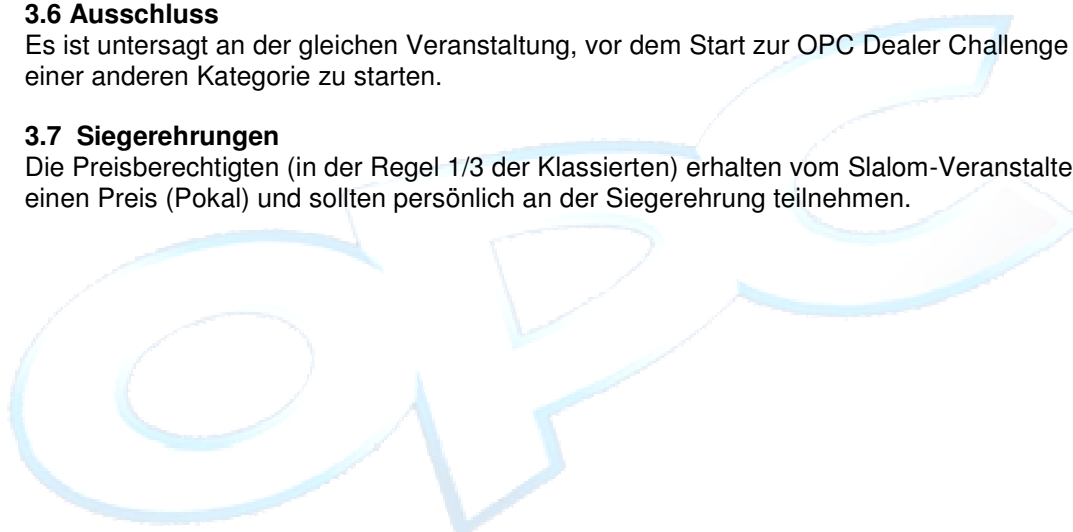 3.6 Ausschluss
Es ist untersagt an der gleichen Veranstaltung, vor dem Start zur OPC Dealer Challenge
einer anderen Kategorie zu starten.
3.7 Siegerehrungen
Die Preisberechtigten (in der Regel 1/3 der Klassierten) erhalten vom Slalom-Veranstalte
einen Preis (Pokal) und sollten persönlich an der Siegerehrung teilnehmen.
OPC